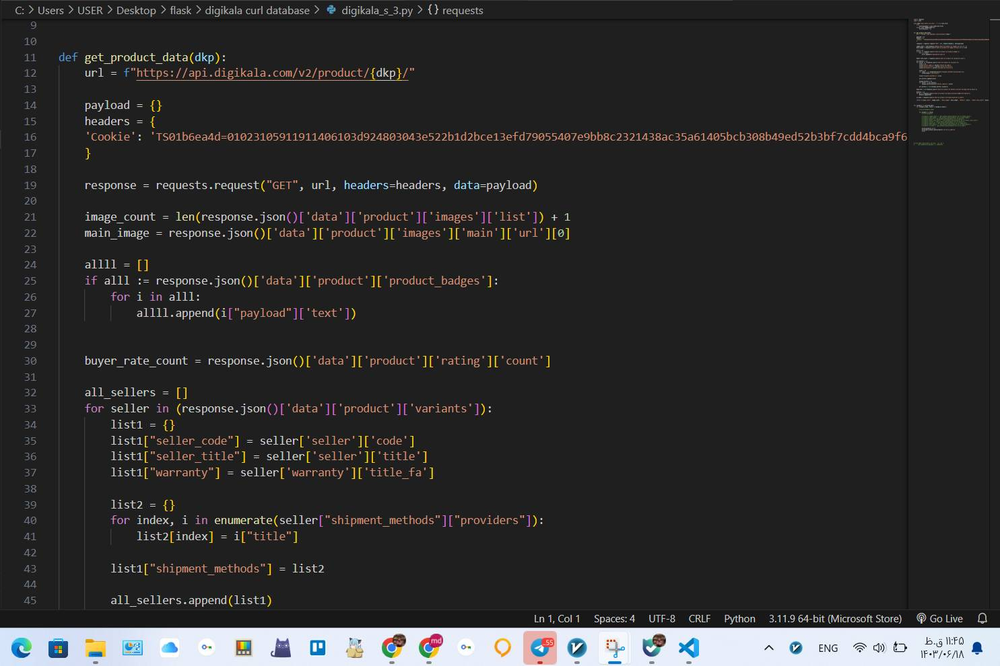 C: > Users > USER > Desktop > flask > digikala curl database > digikala_s_3.py > {} requests
9
10
11 def get_product_data(dkp):
12 url = f"https://api.digikala.com/v2/product/{dkp}/"
13
14 payload = {}
15 headers = {
16 'Cookie': 'TS01b6ea4d=01023105911911406103d924803043e522b1d2bce13efd79055407e9bb8c2321438ac35a61405bcb308b49ed52b3bf7cdd4bca9f6
17 }
18
19 response = requests.request("GET", url, headers=headers, data=payload)
20
21 image_count = len(response.json()['data']['product']['images']['list']) + 1
22 main_image = response.json()['data']['product']['images']['main']['url'][0]
23
24 allll = []
25 if alll := response.json()['data']['product']['product_badges']:
26 for i in alll:
27 allll.append(i["payload"]['text'])
28
29
30 buyer_rate_count = response.json()['data']['product']['rating']['count']
31
32 all_sellers = []
33 for seller in (response.json()['data']['product']['variants']):
34 list1 = {}
35 list1["seller_code"] = seller['seller']['code']
36 list1["seller_title"] = seller['seller']['title']
37 list1["warranty"] = seller['warranty']['title_fa']
38
39 list2 = {}
40 for index, i in enumerate(seller["shipment_methods"]["providers"]):
41 list2[index] = i["title"]
42
43 list1["shipment_methods"] = list2
44
45 all_sellers.append(list1)
Ln 1, Col 1 Spaces: 4 UTF-8 CRLF Python 3.11.9 64-bit (Microsoft Store) Go Live
md ..55 ENG ۱۱:۴۵ ق.ظ
۱۴۰۳/۰۶/۱۸